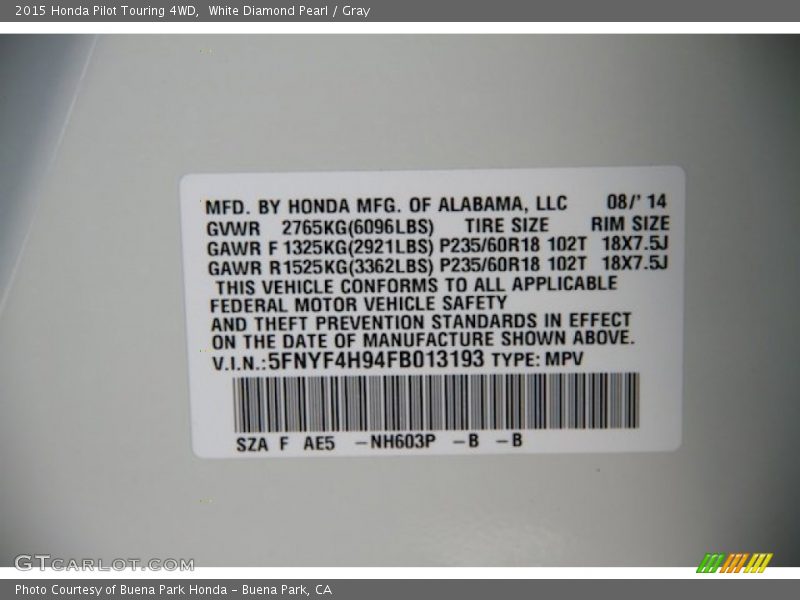 2015 Honda Pilot Touring 4WD,  White Diamond Pearl / Gray
MFD. BY HONDA MFG. OF ALABAMA, LLC 08/' 14
GVWR 2765KG(6096LBS) TIRE SIZE RIM SIZE
GAWR F 1325KG(2921LBS) P235/60R18 102T 18X7.5J
GAWR R1525KG(3362LBS) P235/60R18 102T 18X7.5J
THIS VEHICLE CONFORMS TO ALL APPLICABLE
FEDERAL MOTOR VEHICLE SAFETY
AND THEFT PREVENTION STANDARDS IN EFFECT
ON THE DATE OF MANUFACTURE SHOWN ABOVE.
V.I.N.:5FNYF4H94FB013193 TYPE: MPV
SZA F AE5 -NH603P -B -B
GTCARLOT.COM
Photo Courtesy of Buena Park Honda - Buena Park, CA